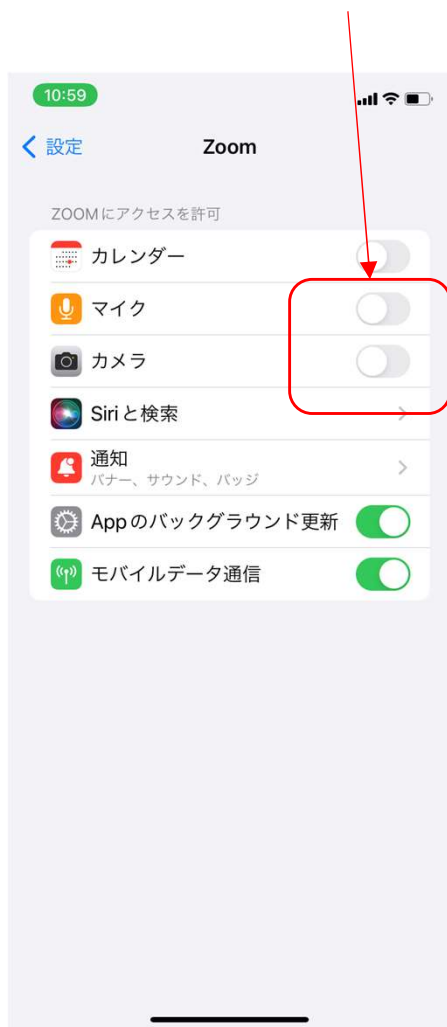 10:59
設定
Zoom
ZOOMにアクセスを許可
カレンダー
マイク
カメラ
Siriと検索
通知
バナー、サウンド、バッジ
Appのバックグラウンド更新
モバイルデータ通信